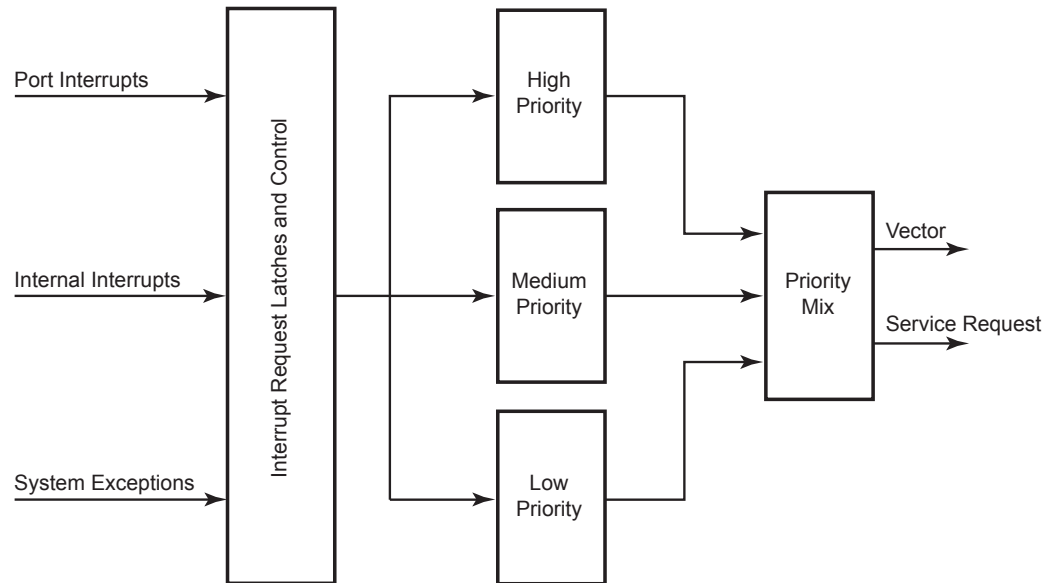 Port Interrupts
Internal Interrupts
System Exceptions
Interrupt Request Latches and Control
High
Priority
Medium
Priority
Low
Priority
Priority
Mix
Vector
Service Request